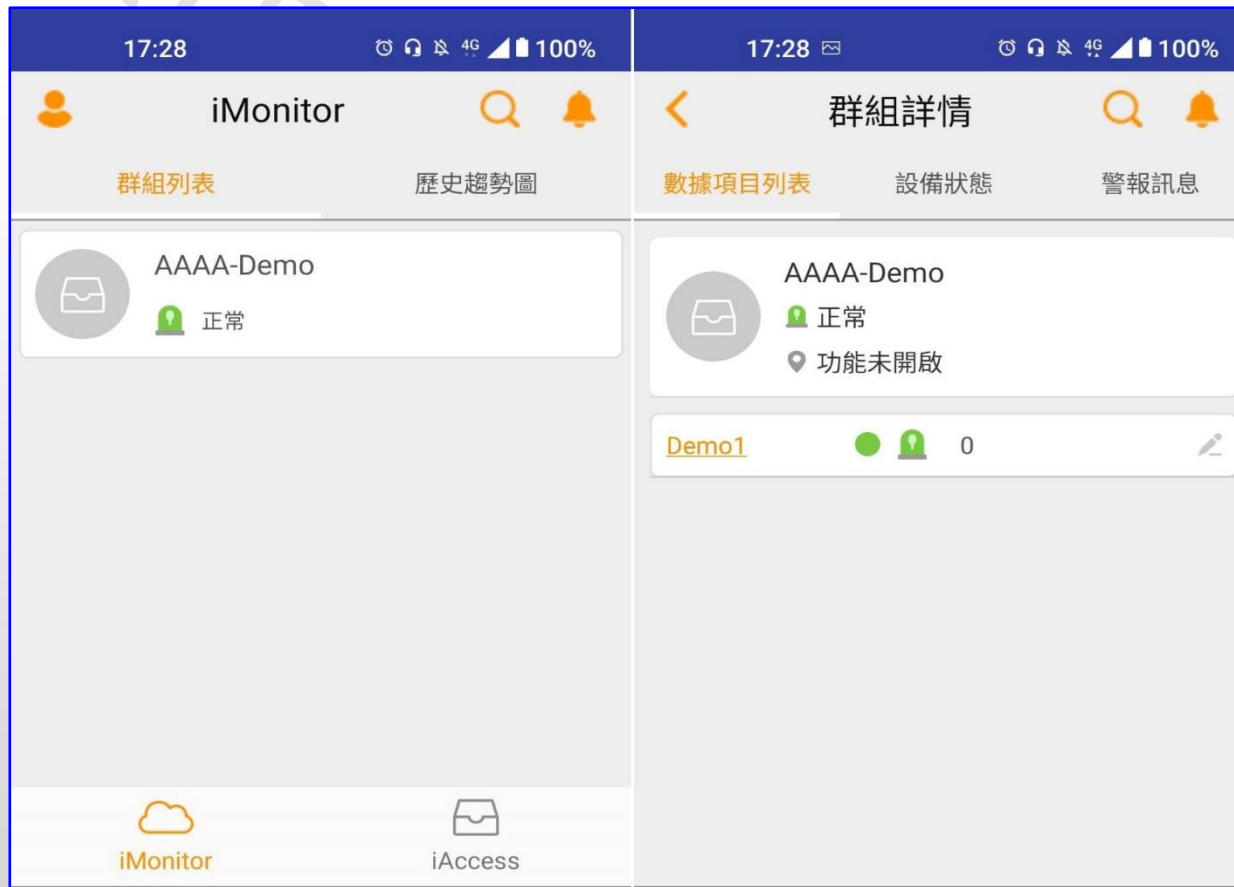 17:28 4G 100%
iMonitor
群組列表 歷史趨勢圖
AAAA-Demo
正常
iMonitor iAccess
17:28 4G 100%
群組詳情
數據項目列表 設備狀態 警報訊息
AAAA-Demo
正常
功能未開啟
Demo1 0